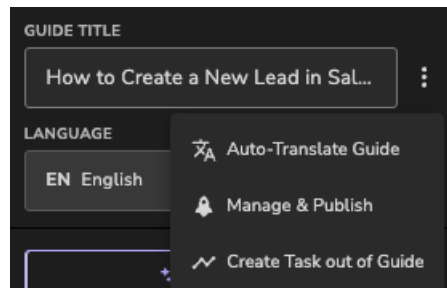 GUIDE TITLE
How to Create a New Lead in Sal...
LANGUAGE
Auto-Translate Guide
EN English
Manage & Publish
Create Task out of Guide